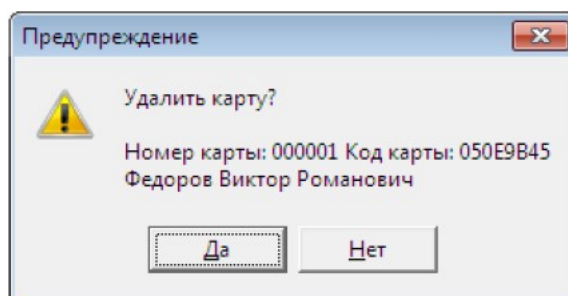 Предупреждение
Удалить карту?
Номер карты: 000001 Код карты: 050E9B45
Федоров Виктор Романович
Да
Нет